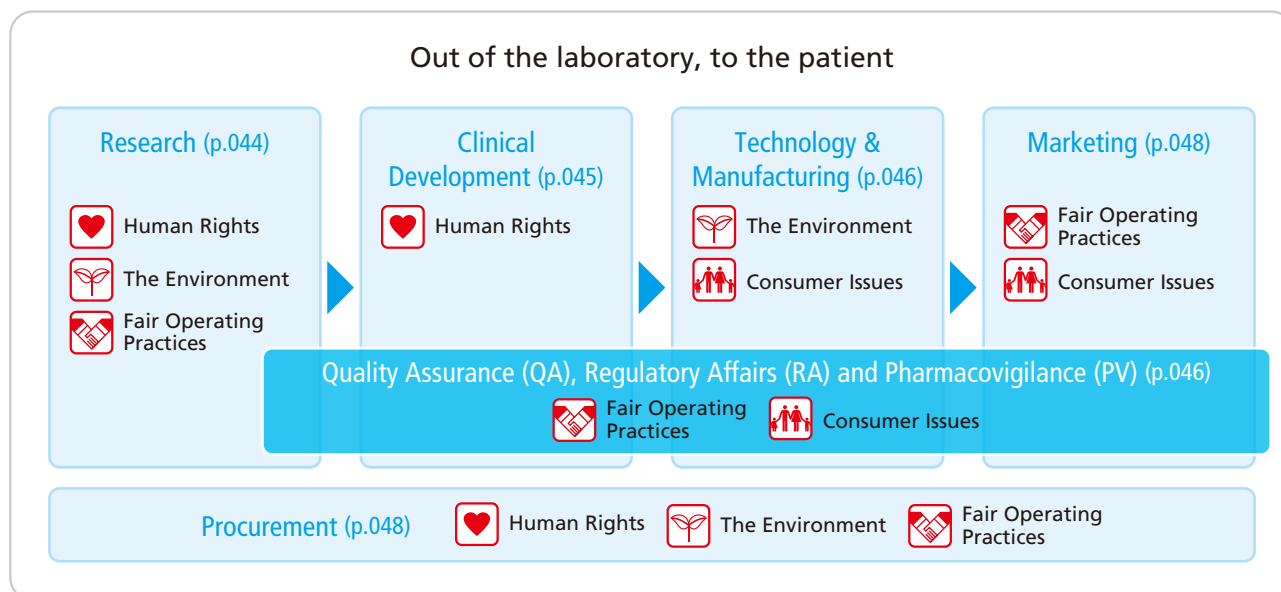 Out of the laboratory, to the patient
Research (p.044)
Human Rights
The Environment
Fair Operating
Practices
Clinical
Development (p.045)
Human Rights
Technology &
Manufacturing (p.046)
The Environment
Consumer Issues
Marketing (p.048)
Fair Operating
Practices
Consumer Issues
Quality Assurance (QA), Regulatory Affairs (RA) and Pharmacovigilance (PV) (p.046)
Fair Operating
Practices
Consumer Issues
Procurement (p.048)
Human Rights
The Environment
Fair Operating
Practices